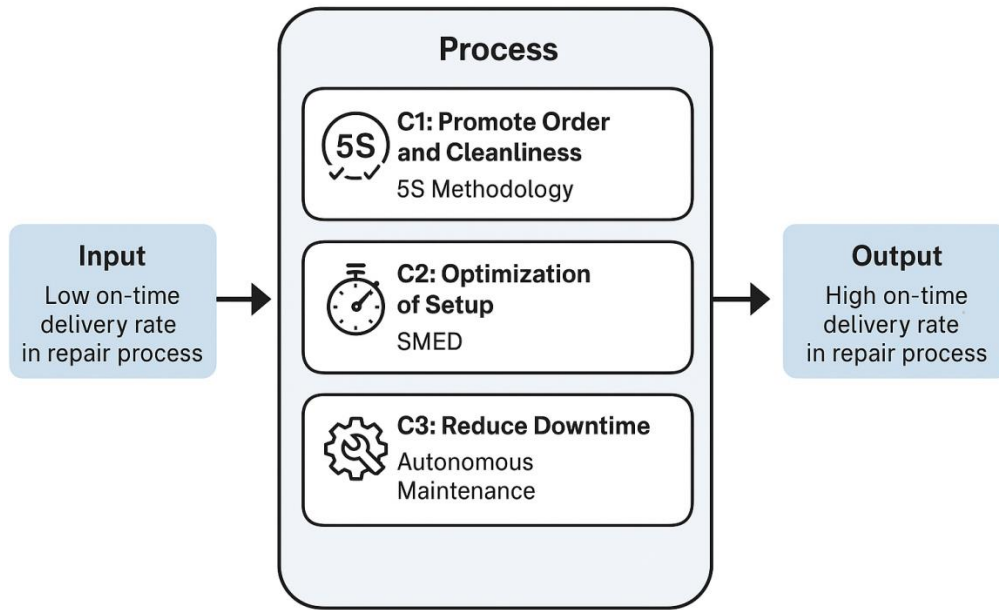 Process
5S
C1: Promote Order
and Cleanliness
5S Methodology
Input
Low on-time
delivery rate
in repair process
C2: Optimization
of Setup
SMED
Output
High on-time
delivery rate
in repair process
C3: Reduce Downtime
Autonomous
Maintenance